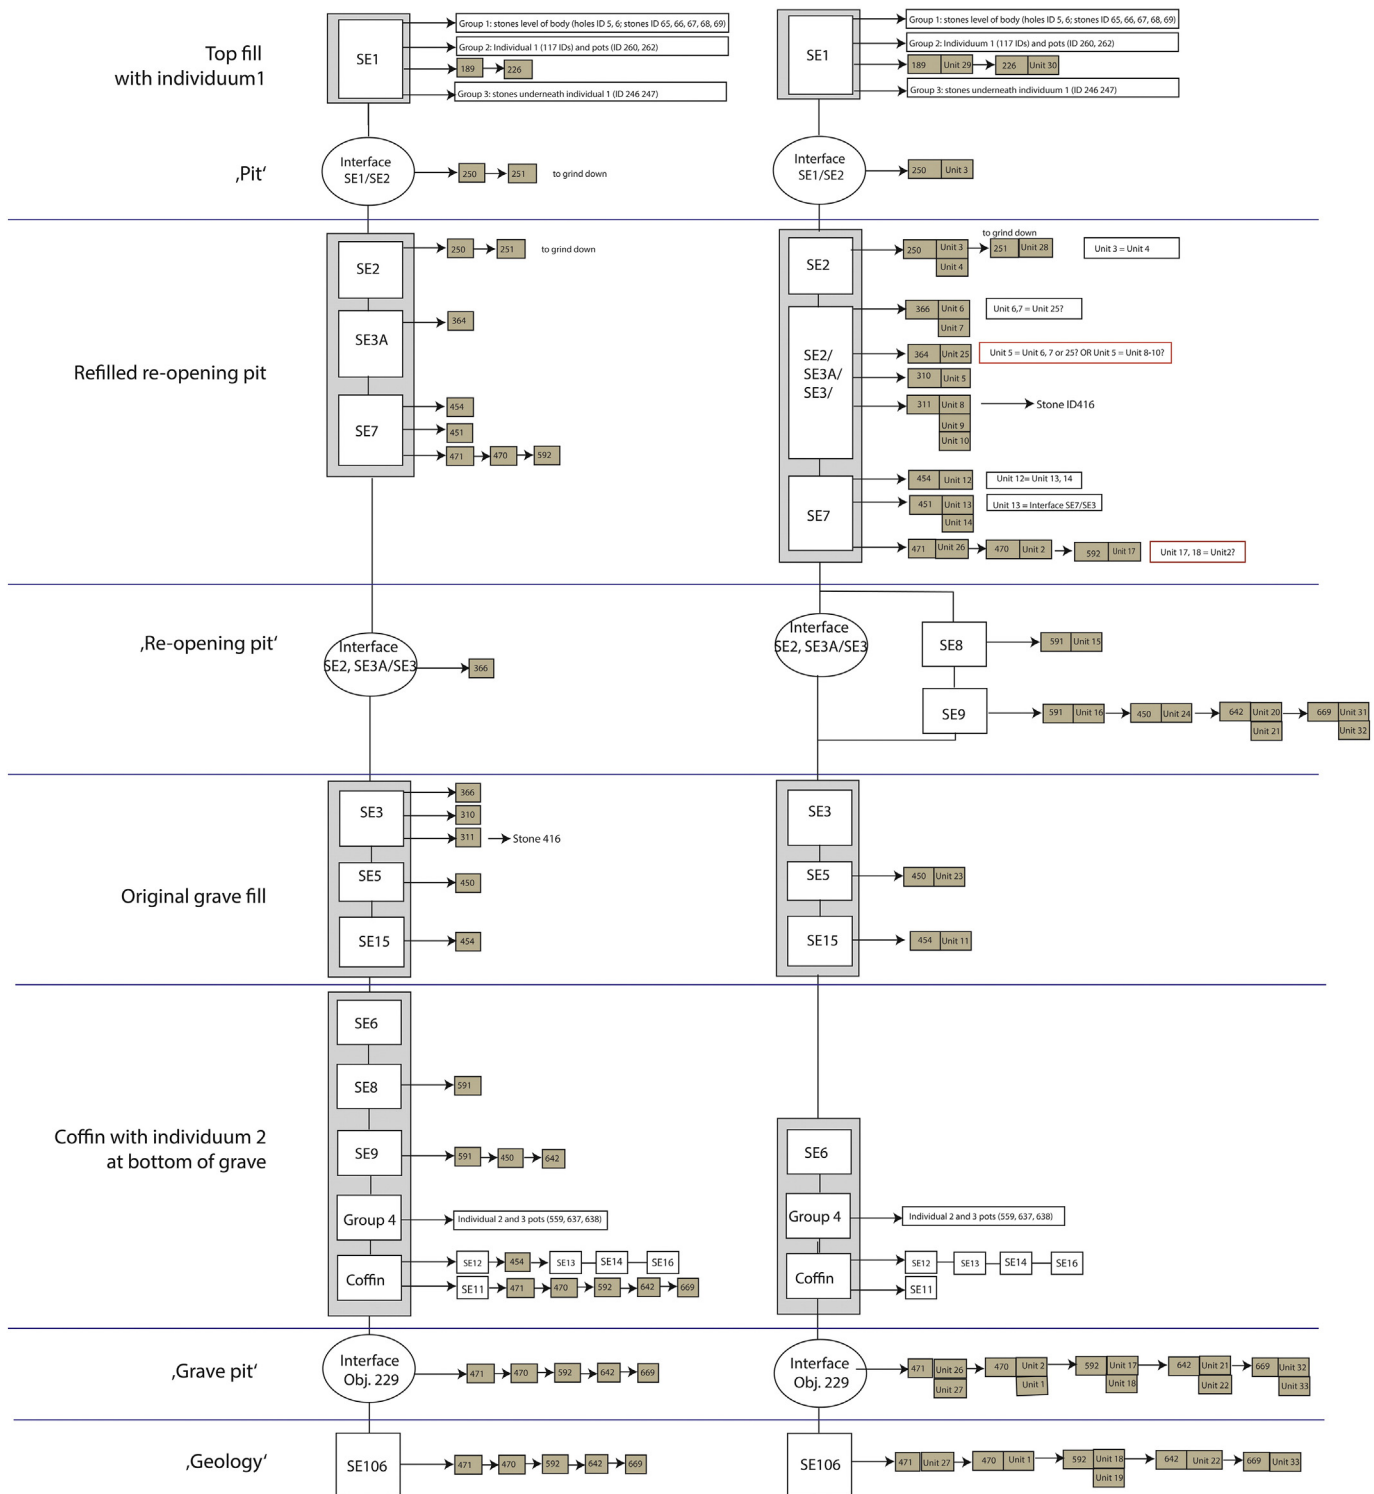 Top fill
with individuum1
SE1
Group 1: stones level of body (holes ID 5, 6; stones ID 65, 66, 67, 68, 69)
Group 2: Individual 1 (117 IDs) and pots (ID 260, 262)
189 226
Group 3: stones underneath individual 1 (ID 246 247)
SE1
Group 1: stones level of body (holes ID 5, 6; stones ID 65, 66, 67, 68, 69)
Group 2: Individuum 1 (117 IDs) and pots (ID 260, 262)
189 Unit 29 226 Unit 30
Group 3: stones underneath individuum 1 (ID 246 247)
‚Pit‘
Interface
SE1/SE2
250 251 to grind down
Interface
SE1/SE2
250 Unit 3
Refilled re-opening pit
SE2
250 251 to grind down
SE3A
364
SE7
454
451
471 470 592
SE2
to grind down
250 Unit 3 251 Unit 28 Unit 3 = Unit 4
Unit 4
SE2/
SE3A/
SE3/
366 Unit 6 Unit 6,7 = Unit 25?
Unit 7
364 Unit 25 Unit 5 = Unit 6, 7 or 25? OR Unit 5 = Unit 8-10?
310 Unit 5
311 Unit 8 Stone ID416
Unit 9
Unit 10
SE7
454 Unit 12 Unit 12= Unit 13, 14
451 Unit 13 Unit 13 = Interface SE7/SE3
Unit 14
471 Unit 26 470 Unit 2 592 Unit 17 Unit 17, 18 = Unit2?
‚Re-opening pit‘
Interface
SE2, SE3A/SE3
366
Interface
SE2, SE3A/SE3
SE8
591 Unit 15
SE9
591 Unit 16 450 Unit 24 642 Unit 20 669 Unit 31
Unit 21 Unit 32
Original grave fill
SE3
366
310
311 Stone 416
SE5
450
SE15
454
SE3
SE5
450 Unit 23
SE15
454 Unit 11
Coffin with individuum 2
at bottom of grave
SE6
SE8
591
SE9
591 450 642
Group 4
Individual 2 and 3 pots (559, 637, 638)
Coffin
SE12 454 SE13 SE14 SE16
SE11 471 470 592 642 669
SE6
Group 4
Individual 2 and 3 pots (559, 637, 638)
Coffin
SE12 SE13 SE14 SE16
SE11
‚Grave pit‘
Interface
Obj. 229
471 470 592 642 669
Interface
Obj. 229
471 Unit 26 470 Unit 2 592 Unit 17 642 Unit 21 669 Unit 32
Unit 27 Unit 1 Unit 18 Unit 22 Unit 33
‚Geology‘
SE106
471 470 592 642 669
SE106
471 Unit 27 470 Unit 1 592 Unit 18 642 Unit 22 669 Unit 33
Unit 19